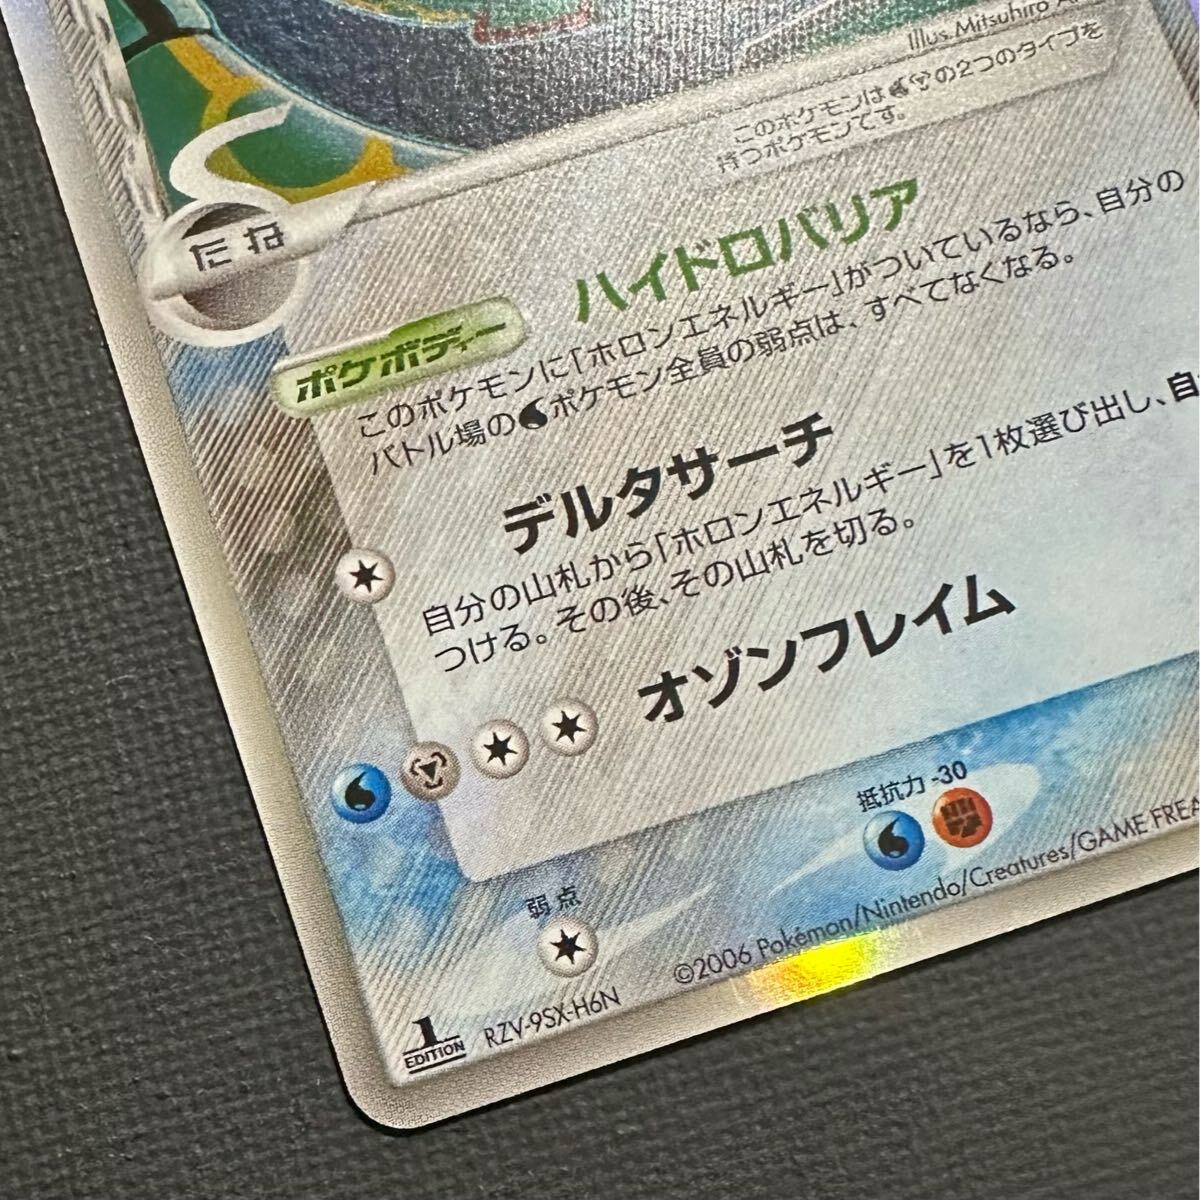 Illus. Mitsuhiro
このポケモンはの2つのタイプを
持つポケモンです。
たね
ポケボディー ハイドロバリア
このポケモンに「ホロンエネルギー」がついているなら、自分の
バトル場のポケモン全員の弱点は、すべてなくなる。
デルタサーチ
自分の山札から「ホロンエネルギー」を1枚選び出し、自
つける。その後、その山札を切る。
オゾンフレイム
抵抗力 -30
弱点
©2006 Pokémon/Nintendo/Creatures/GAME FREA
1 EDITION RZV-9SX-H6N